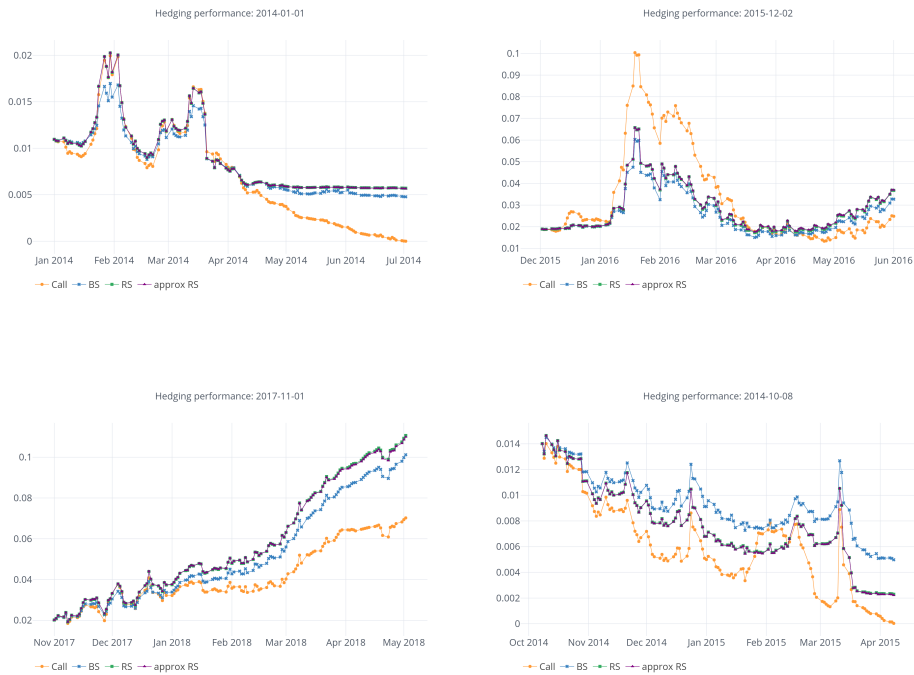 Hedging performance: 2014-01-01
0.02
0.015
0.01
0.005
0
Jan 2014 Feb 2014 Mar 2014 Apr 2014 May 2014 Jun 2014 Jul 2014
Call BS RS approx RS
Hedging performance: 2015-12-02
0.1
0.09
0.08
0.07
0.06
0.05
0.04
0.03
0.02
0.01
Dec 2015 Jan 2016 Feb 2016 Mar 2016 Apr 2016 May 2016 Jun 2016
Call BS RS approx RS
Hedging performance: 2017-11-01
0.1
0.08
0.06
0.04
0.02
Nov 2017 Dec 2017 Jan 2018 Feb 2018 Mar 2018 Apr 2018 May 2018
Call BS RS approx RS
Hedging performance: 2014-10-08
0.014
0.012
0.01
0.008
0.006
0.004
0.002
0
Oct 2014 Nov 2014 Dec 2014 Jan 2015 Feb 2015 Mar 2015 Apr 2015
Call BS RS approx RS